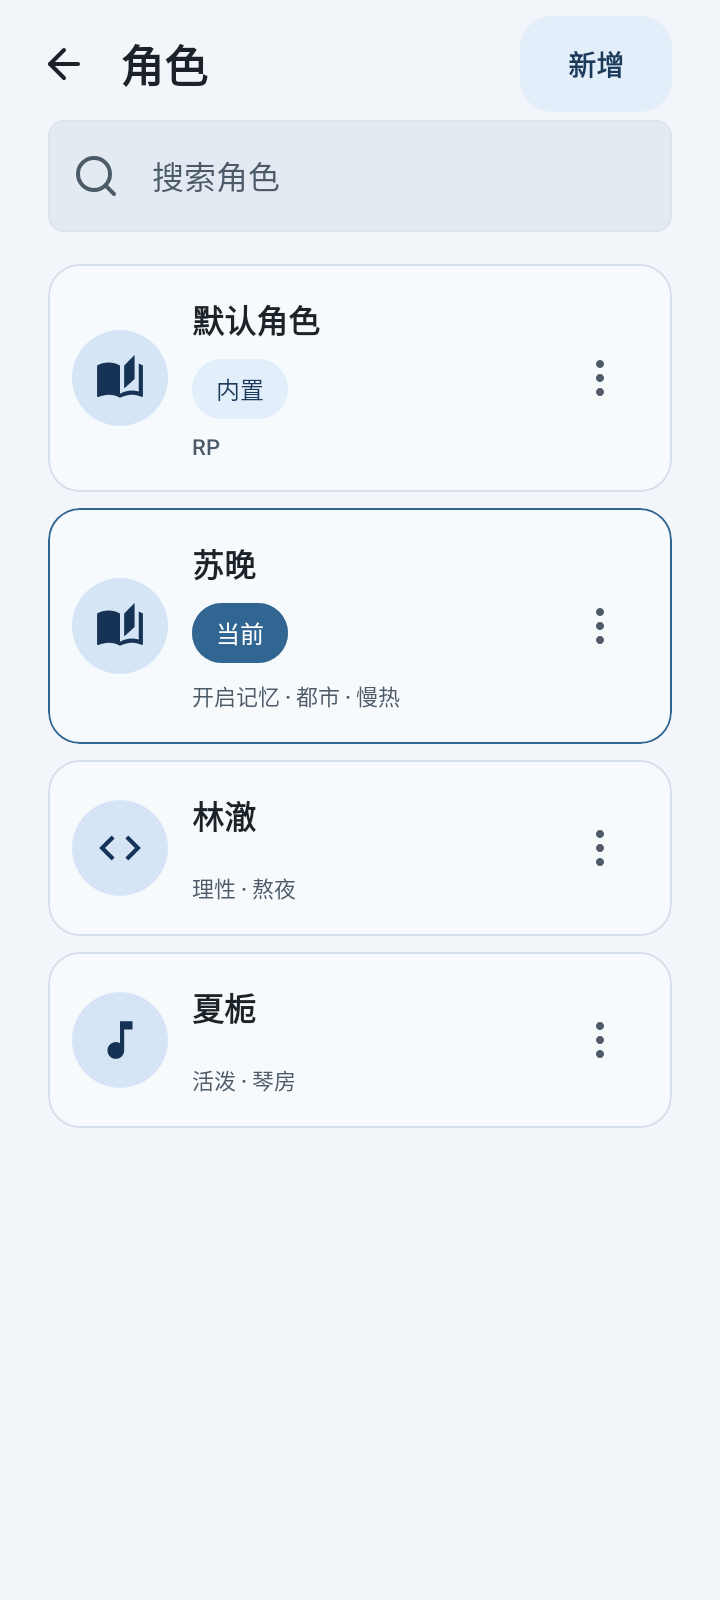 角色
新增
搜索角色
默认角色
内置
RP
苏晚
当前
开启记忆 · 都市 · 慢热
林澈
理性 · 熬夜
夏栀
活泼 · 琴房